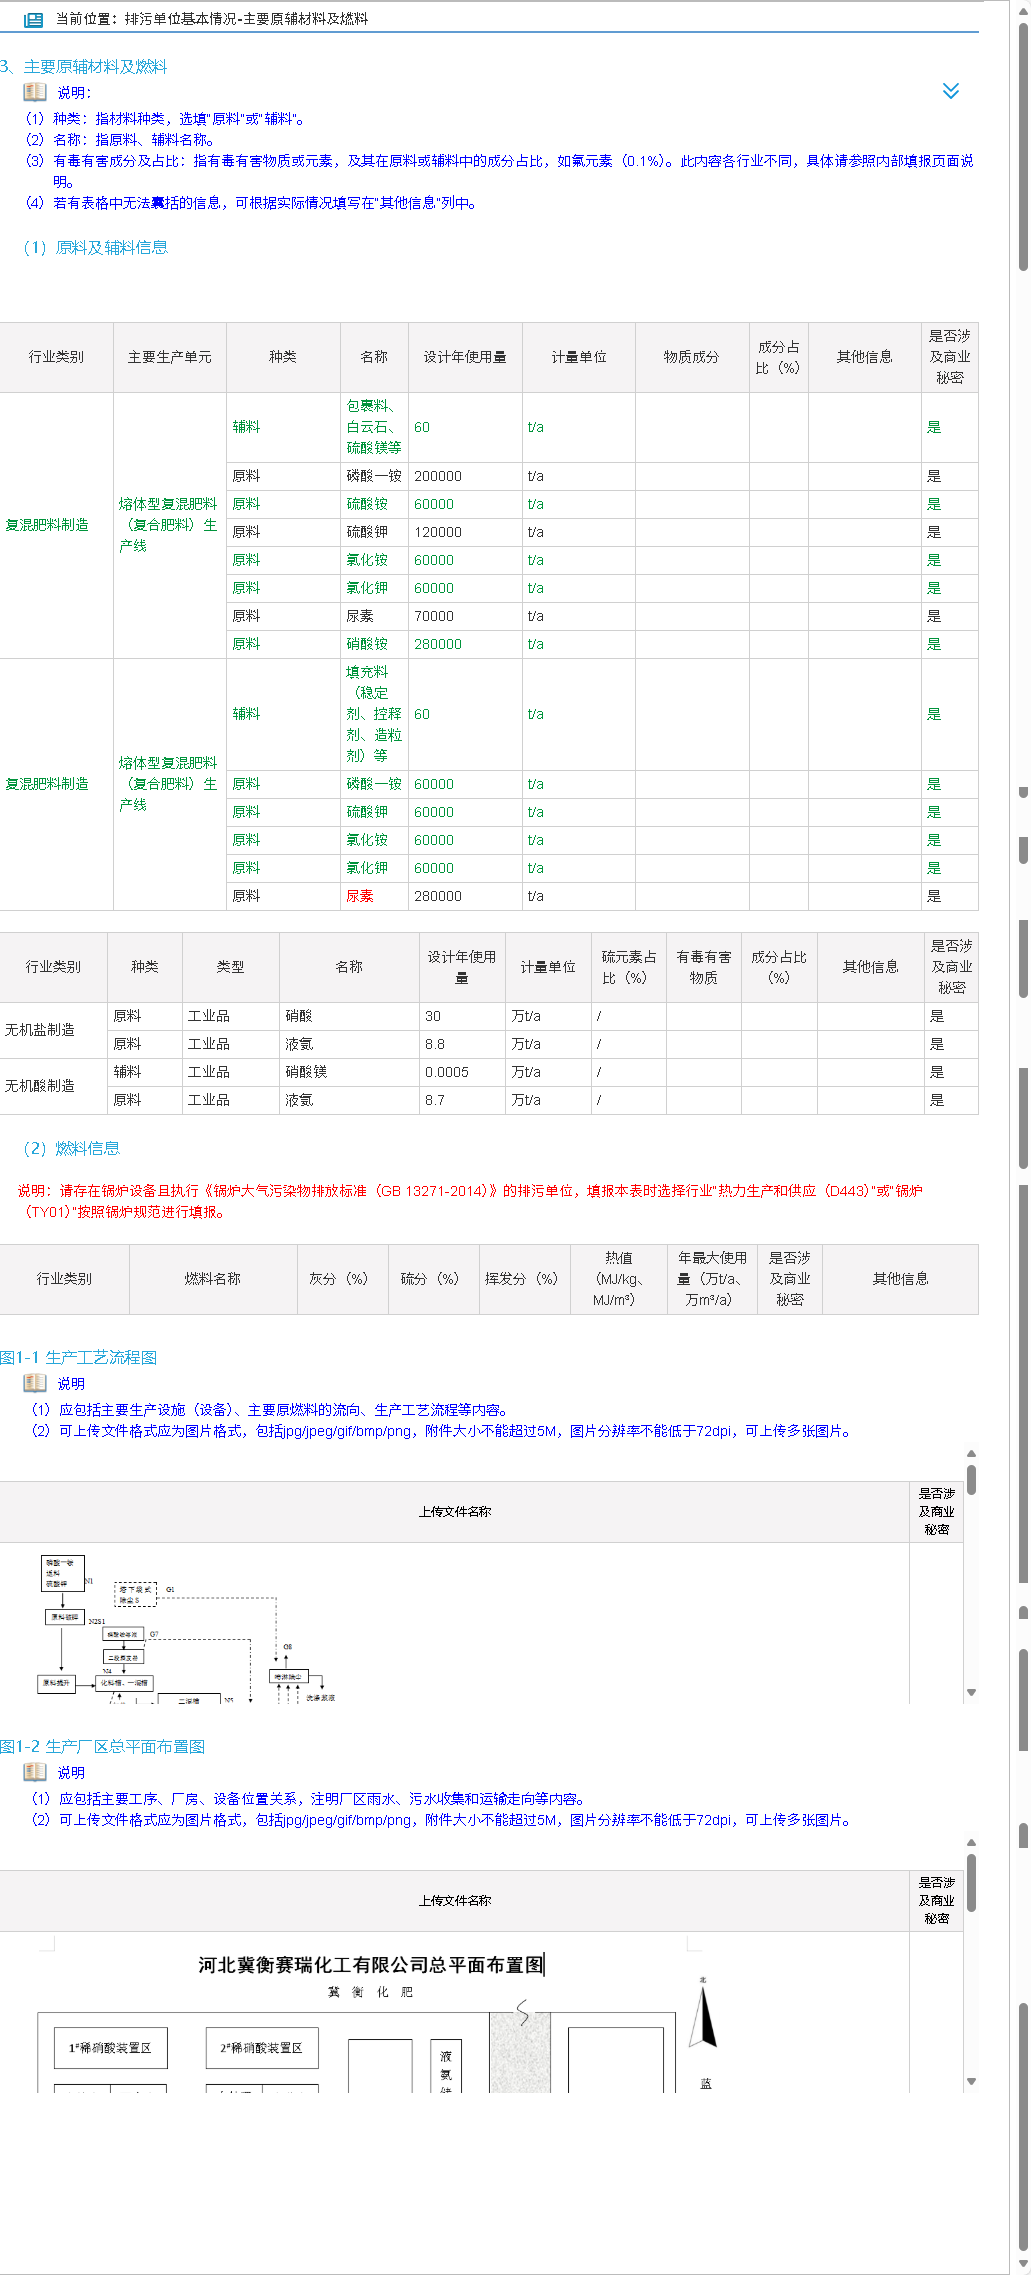 当前位置：排污单位基本情况-主要原辅材料及燃料
3、主要原辅材料及燃料
说明：
（1）种类：指材料种类，选填“原料”或“辅料”。
（2）名称：指原料、辅料名称。
（3）有毒有害成分及占比：指有毒有害物质或元素，及其在原料或辅料中的成分占比，如氟元素（0.1%）。此内容各行业不同，具体请参照内部填报页面说
明。
（4）若有表格中无法囊括的信息，可根据实际情况填写在“其他信息”列中。
（1）原料及辅料信息
行业类别 主要生产单元 种类 名称 设计年使用量 计量单位 物质成分 成分占比（%） 其他信息 是否涉及商业秘密
复混肥料制造 熔体型复混肥料（复合肥料）生产线 辅料 包裹料、白云石、硫酸镁等 60 t/a 是
原料 磷酸一铵 200000 t/a 是
原料 硫酸铵 60000 t/a 是
原料 硫酸钾 120000 t/a 是
原料 氯化铵 60000 t/a 是
原料 氯化钾 60000 t/a 是
原料 尿素 70000 t/a 是
原料 硝酸铵 280000 t/a 是
复混肥料制造 熔体型复混肥料（复合肥料）生产线 辅料 填充料（稳定剂、控释剂、造粒剂）等 60 t/a 是
原料 磷酸一铵 60000 t/a 是
原料 硫酸钾 60000 t/a 是
原料 氯化铵 60000 t/a 是
原料 氯化钾 60000 t/a 是
原料 尿素 280000 t/a 是
行业类别 种类 类型 名称 设计年使用量 计量单位 硫元素占比（%） 有毒有害物质 成分占比（%） 其他信息 是否涉及商业秘密
无机盐制造 原料 工业品 硝酸 30 万t/a / 是
原料 工业品 液氨 8.8 万t/a / 是
无机酸制造 辅料 工业品 硝酸镁 0.0005 万t/a / 是
原料 工业品 液氨 8.7 万t/a / 是
（2）燃料信息
说明：请存在锅炉设备且执行《锅炉大气污染物排放标准（GB 13271-2014）》的排污单位，填报本表时选择行业“热力生产和供应（D443）”或“锅炉
（TY01）”按照锅炉规范进行填报。
行业类别 燃料名称 灰分（%） 硫分（%） 挥发分（%） 热值（MJ/kg、MJ/m³） 年最大使用量（万t/a、万m³/a） 是否涉及商业秘密 其他信息
图1-1 生产工艺流程图
说明
（1）应包括主要生产设施（设备）、主要原燃料的流向、生产工艺流程等内容。
（2）可上传文件格式应为图片格式，包括jpg/jpeg/gif/bmp/png，附件大小不能超过5M，图片分辨率不能低于72dpi，可上传多张图片。
上传文件名称 是否涉及商业秘密
磷酸一铵
硫酸钾
N1
G1
N2S1
G7
G8
原料提升
N5
图1-2 生产厂区总平面布置图
说明
（1）应包括主要工序、厂房、设备位置关系，注明厂区雨水、污水收集和运输走向等内容。
（2）可上传文件格式应为图片格式，包括jpg/jpeg/gif/bmp/png，附件大小不能超过5M，图片分辨率不能低于72dpi，可上传多张图片。
上传文件名称 是否涉及商业秘密
河北冀衡赛瑞化工有限公司总平面布置图
冀 衡 化 肥
北
1#稀硝酸装置区 2#稀硝酸装置区
液氨
蓝